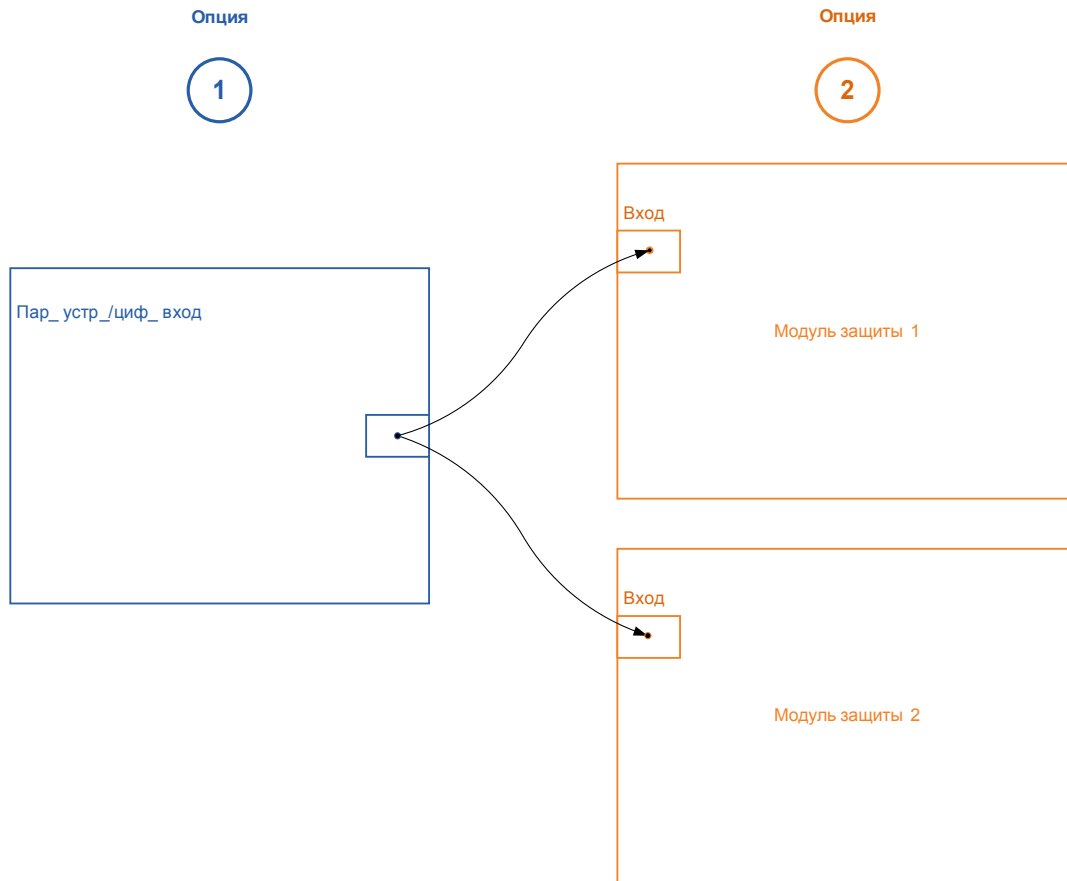 Опция
Опция
1
2
Вход
Пар_ устр_/циф_ вход
Модуль защиты 1
Вход
Модуль защиты 2